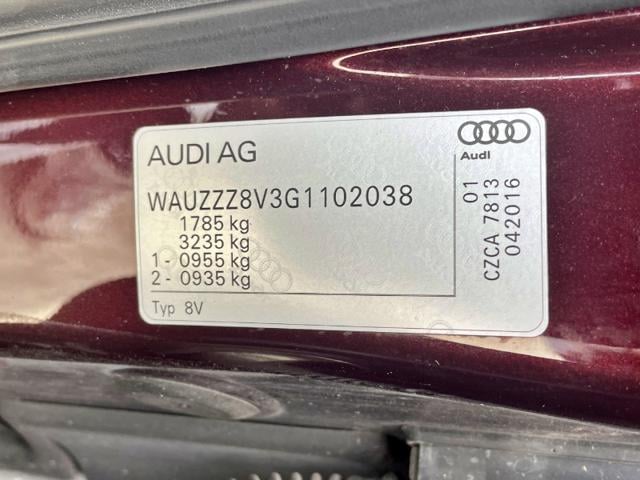 AUDI AG
Audi
WAUZZZ8V3G1102038
1785 kg
3235 kg
1 - 0955 kg
2 - 0935 kg
Typ 8V
01
CZCA 7813
042016